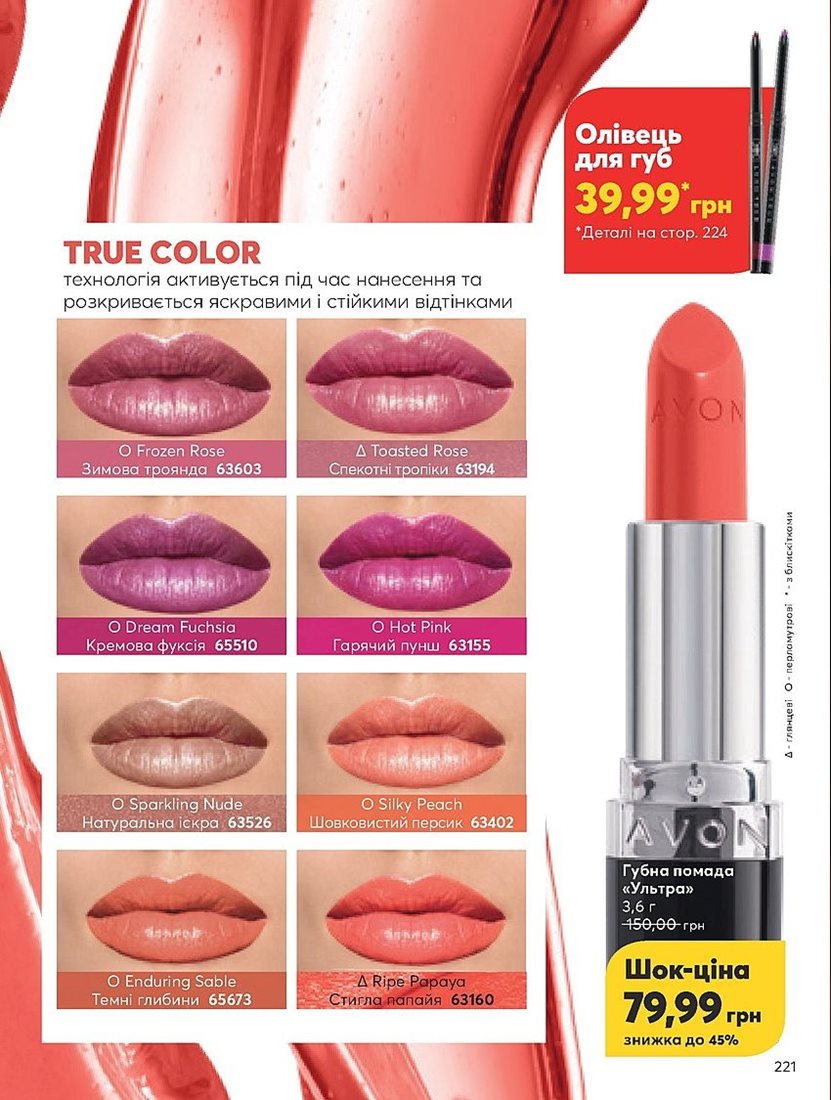 Олівець
для губ
39,99* грн
*Деталі на стор. 224
TRUE COLOR
технологія активується під час нанесення та
розкривається яскравими і стійкими відтінками
O Frozen Rose
Зимова троянда 63603
Δ Toasted Rose
Спекотні тропіки 63194
O Dream Fuchsia
Кремова фуксія 65510
O Hot Pink
Гарячий пунш 63155
O Sparkling Nude
Натуральна іскра 63526
O Silky Peach
Шовковистий персик 63402
O Enduring Sable
Темні глибини 65673
Δ Ripe Papaya
Стигла папайя 63160
AVON
Δ - глянцеві O - перломутрові * - з блискітками
AVON
Губна помада
«Ультра»
3,6 г
150,00 грн
Шок-ціна
79,99 грн
знижка до 45%
221